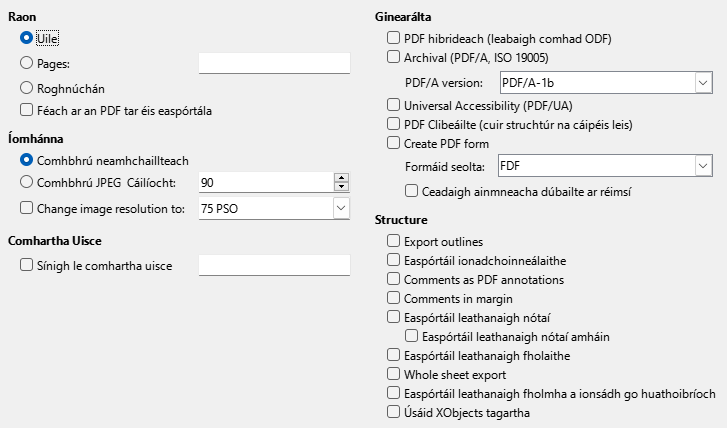 Raon
Uile
Pages:
Roghnúchán
Féach ar an PDF tar éis easpórtála
Íomhánna
Comhbhrú neamhchaillteach
Comhbhrú JPEG Cáilíocht: 90
Change image resolution to: 75 PSO
Comhartha Uisce
Sínigh le comhartha uisce
Ginearálta
PDF hibrideach (leabaigh comhad ODF)
Archival (PDF/A, ISO 19005)
PDF/A version: PDF/A-1b
Universal Accessibility (PDF/UA)
PDF Clibeáilte (cuir struchtúr na cáipéis leis)
Create PDF form
Formáid seolta: FDF
Ceadaigh ainmneacha dúbailte ar réimsí
Structure
Export outlines
Easpórtáil ionadchoinneálaithe
Comments as PDF annotations
Comments in margin
Easpórtáil leathanaigh nótaí
Easpórtáil leathanaigh nótaí amháin
Easpórtáil leathanaigh fholaithe
Whole sheet export
Easpórtáil leathanaigh fholmha a ionsádh go huathoibríoch
Úsáid XObjects tagartha